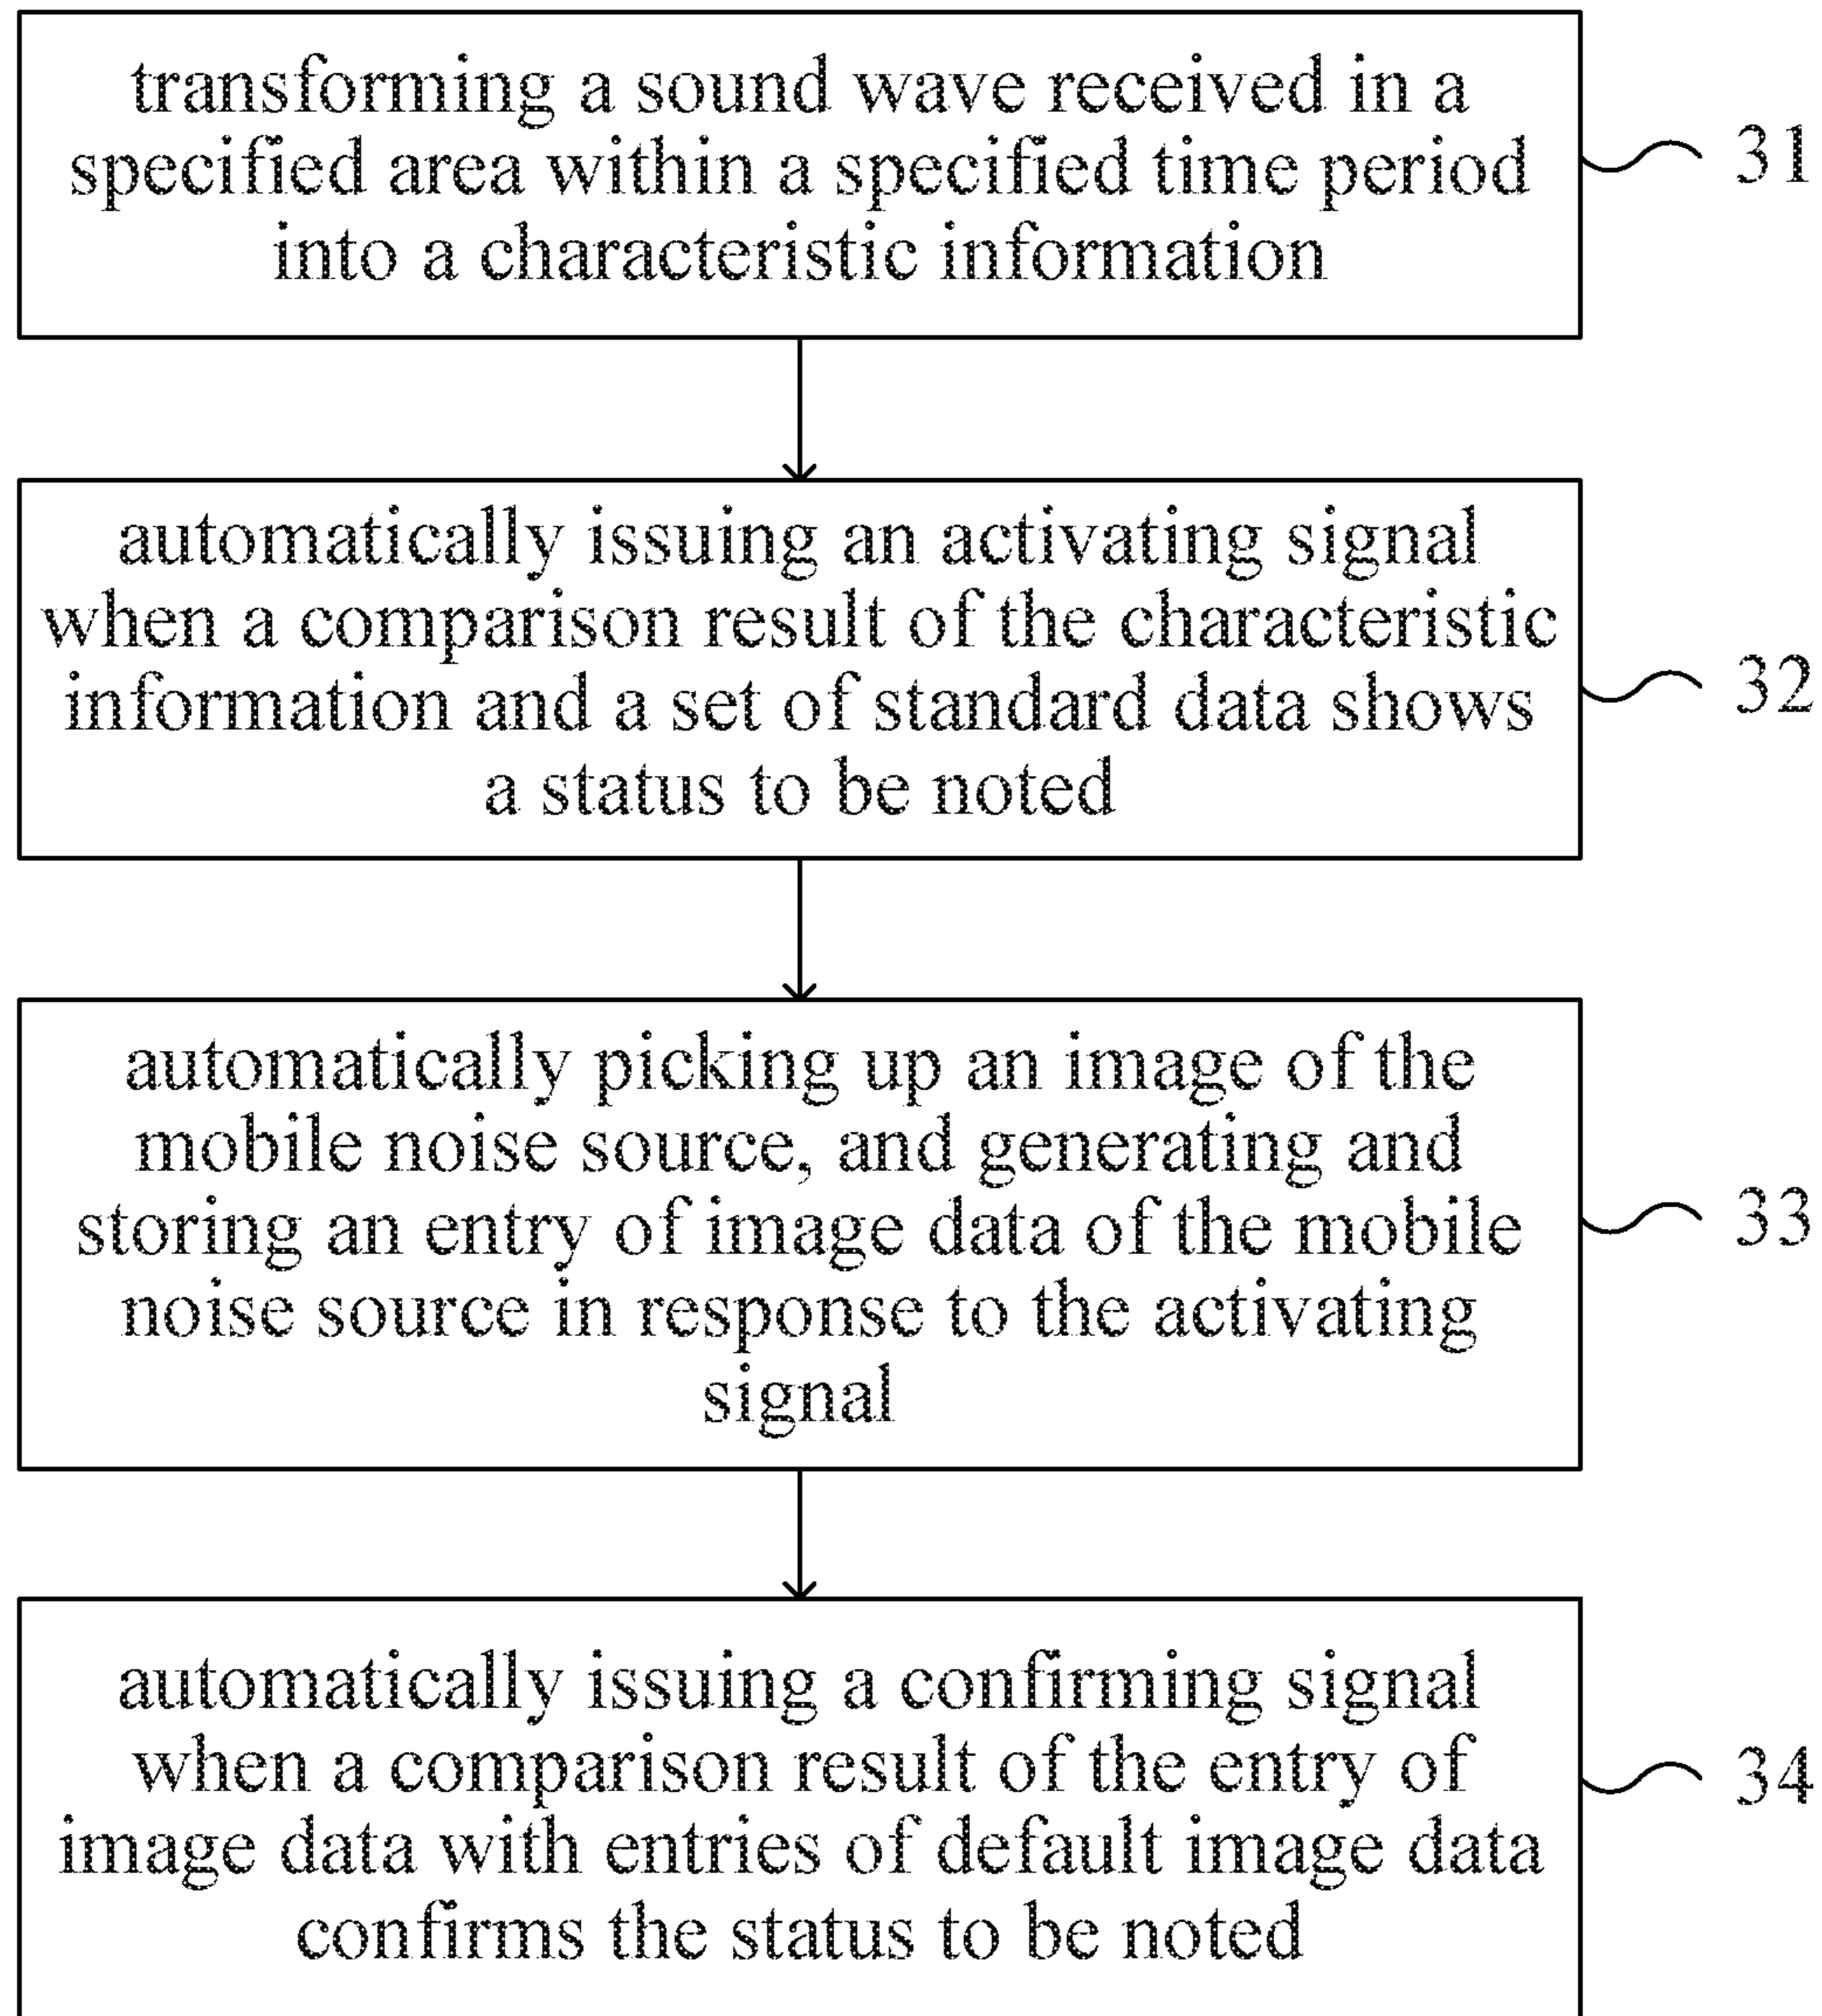 transforming a sound wave received in a
specified area within a specified time period
into a characteristic information
31
automatically issuing an activating signal
when a comparison result of the characteristic
information and a set of standard data shows
a status to be noted
32
automatically picking up an image of the
mobile noise source, and generating and
storing an entry of image data of the mobile
noise source in response to the activating
signal
33
automatically issuing a confirming signal
when a comparison result of the entry of
image data with entries of default image data
confirms the status to be noted
34